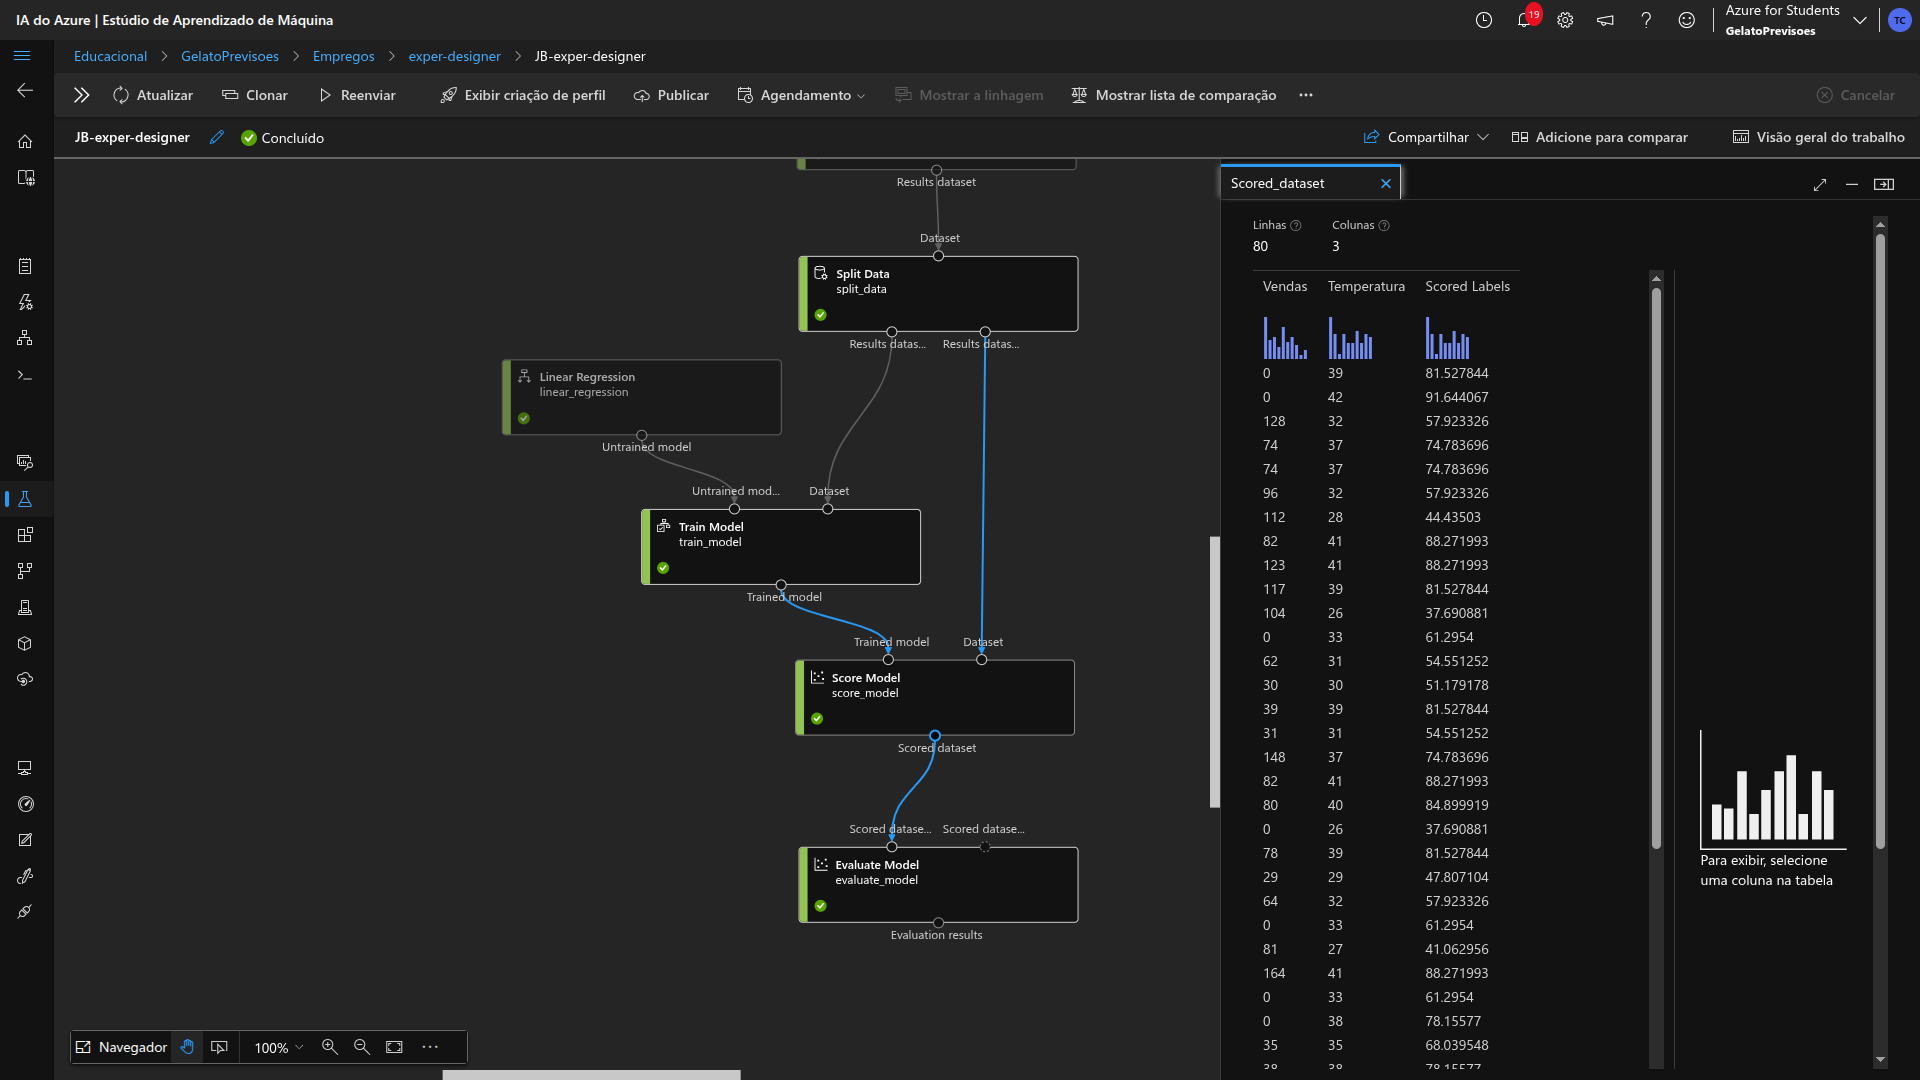 IA do Azure | Estúdio de Aprendizado de Máquina
19
Azure for Students
GelatoPrevisoes
TC
Educacional > GelatoPrevisoes > Empregos > exper-designer > JB-exper-designer
Atualizar
Clonar
Reenviar
Exibir criação de perfil
Publicar
Agendamento
Mostrar a linhagem
Mostrar lista de comparação
Cancelar
JB-exper-designer
Concluído
Compartilhar
Adicione para comparar
Visão geral do trabalho
Results dataset
Dataset
Split Data
split_data
Results datas...
Results datas...
Linear Regression
linear_regression
Untrained model
Untrained mod...
Dataset
Train Model
train_model
Trained model
Trained model
Dataset
Score Model
score_model
Scored dataset
Scored datase...
Scored datase...
Evaluate Model
evaluate_model
Evaluation results
Navegador
100%
Scored_dataset
Linhas Colunas
80 3
Vendas Temperatura Scored Labels
0 39 81.527844
0 42 91.644067
128 32 57.923326
74 37 74.783696
74 37 74.783696
96 32 57.923326
112 28 44.43503
82 41 88.271993
123 41 88.271993
117 39 81.527844
104 26 37.690881
0 33 61.2954
62 31 54.551252
30 30 51.179178
39 39 81.527844
31 31 54.551252
148 37 74.783696
82 41 88.271993
80 40 84.899919
0 26 37.690881
78 39 81.527844
29 29 47.807104
64 32 57.923326
0 33 61.2954
81 27 41.062956
164 41 88.271993
0 33 61.2954
0 38 78.15577
35 35 68.039548
38 38 78.15577
Para exibir, selecione
uma coluna na tabela